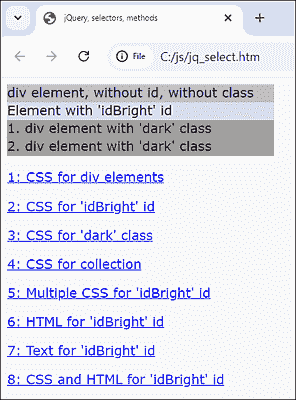 jQuery, selectors, methods
File
C:/js/jq_select.htm
div element, without id, without class
Element with 'idBright' id
1. div element with 'dark' class
2. div element with 'dark' class
1: CSS for div elements
2: CSS for 'idBright' id
3: CSS for 'dark' class
4: CSS for collection
5: Multiple CSS for 'idBright' id
6: HTML for 'idBright' id
7: Text for 'idBright' id
8: CSS and HTML for 'idBright' id